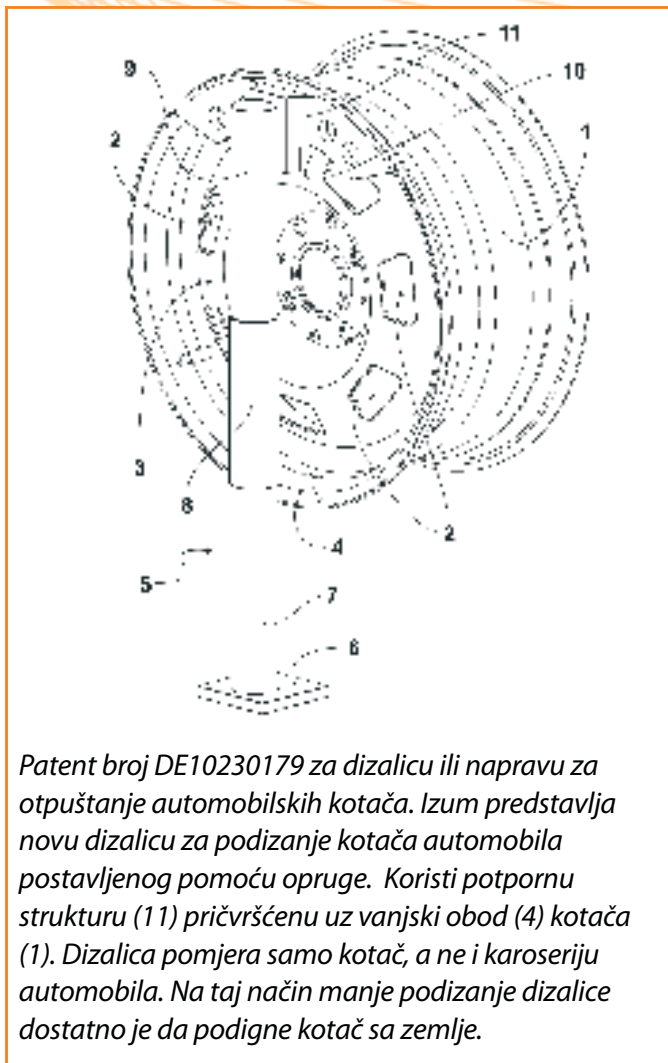 11
9
10
2
1
3
8
4
2
5
7
6
Patent broj DE10230179 za dizalicu ili napravu za
otpuštanje automobilskih kotača. Izum predstavlja
novu dizalicu za podizanje kotača automobila
postavljenog pomoću opruge. Koristi potpornu
strukturu (11) pričvršćenu uz vanjski obod (4) kotača
(1). Dizalica pomjera samo kotač, a ne i karoseriju
automobila. Na taj način manje podizanje dizalice
dostatno je da podigne kotač sa zemlje.